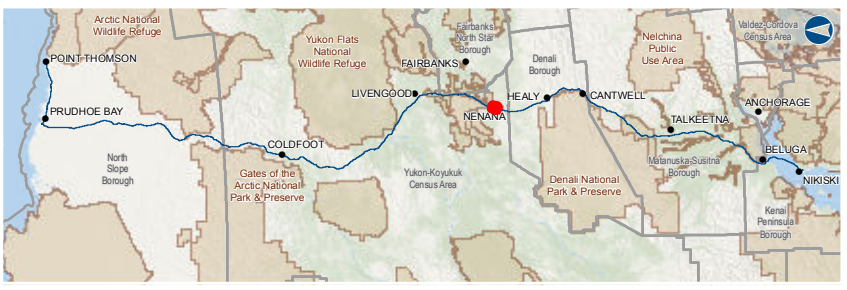 Arctic National
Wildlife Refuge
POINT THOMSON
PRUDHOE BAY
North
Slope
Borough
COLDFOOT
Gates of the
Arctic National
Park & Preserve
Yukon Flats
National
Wildlife Refuge
LIVENGOOD
FAIRBANKS
Fairbanks
North Star
Borough
NENANA
Yukon-Koyukuk
Census Area
HEALY
Denali
Borough
CANTWELL
Denali National
Park & Preserve
Nelchina
Public
Use Area
TALKEETNA
Matanuska-Susitna
Borough
Valdez-Cordova
Census Area
ANCHORAGE
BELUGA
NIKISKI
Kenai
Peninsula
Borough